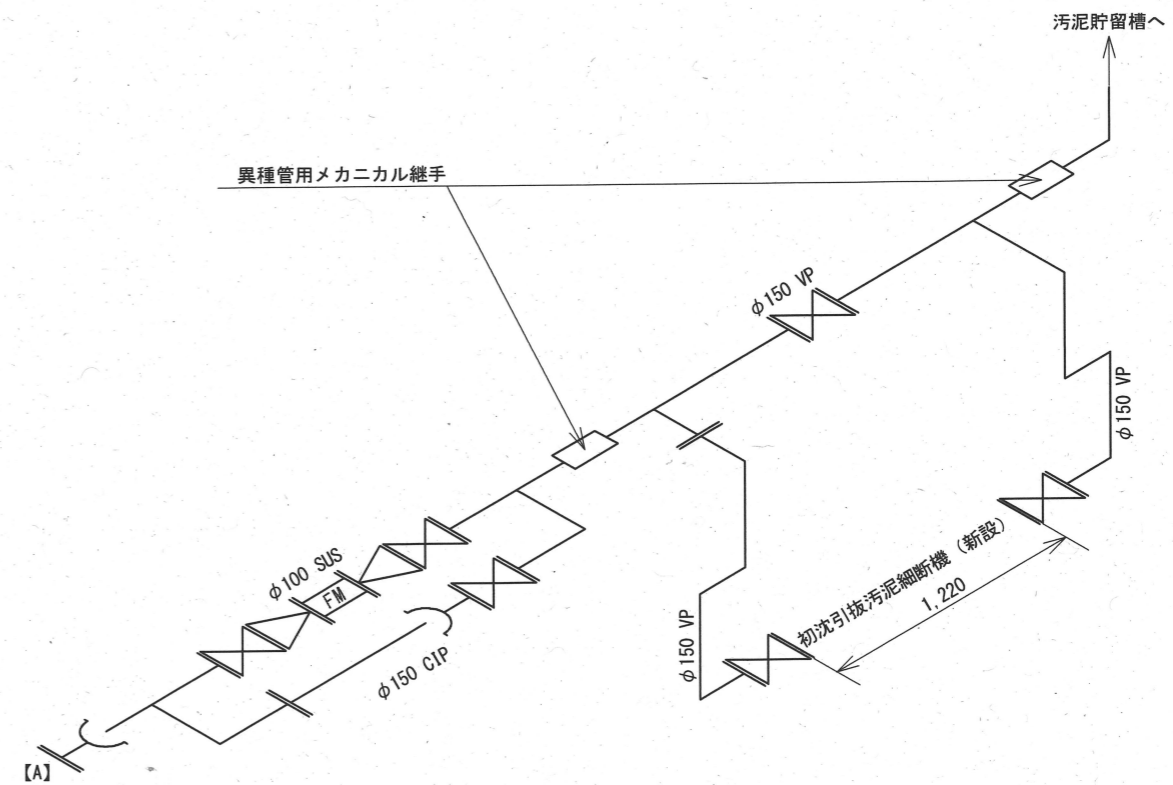 汚泥貯留槽へ
異種管用メカニカル継手
φ150 VP
φ150 VP
φ100 SUS
FM
初沈引抜汚泥細断機（新設）
1,220
φ150 VP
φ150 CIP
【A】